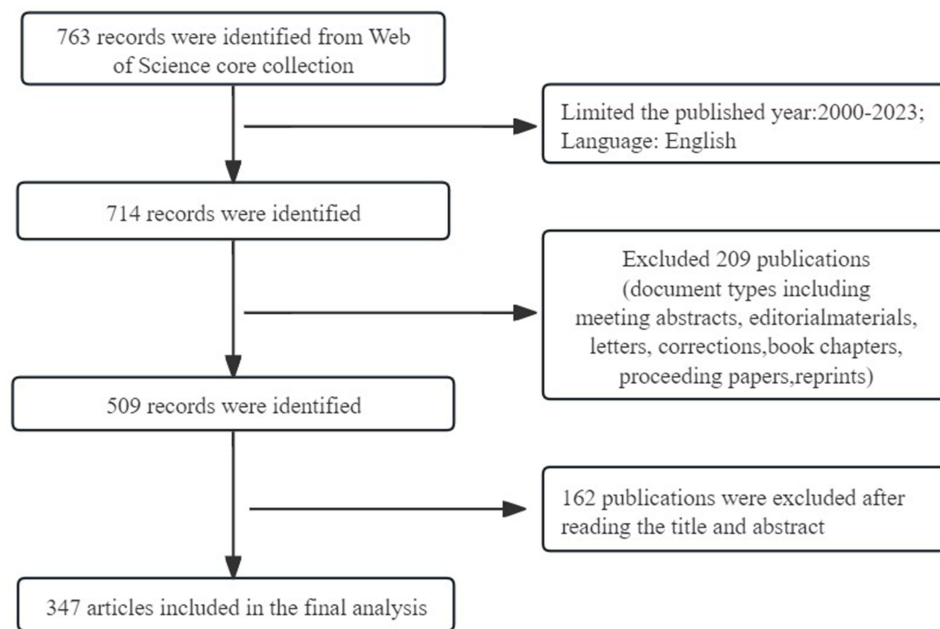 763 records were identified from Web
of Science core collection
Limited the published year:2000-2023;
Language: English
714 records were identified
Excluded 209 publications
(document types including
meeting abstracts, editorialmaterials,
letters, corrections,book chapters,
proceeding papers,reprints)
509 records were identified
162 publications were excluded after
reading the title and abstract
347 articles included in the final analysis